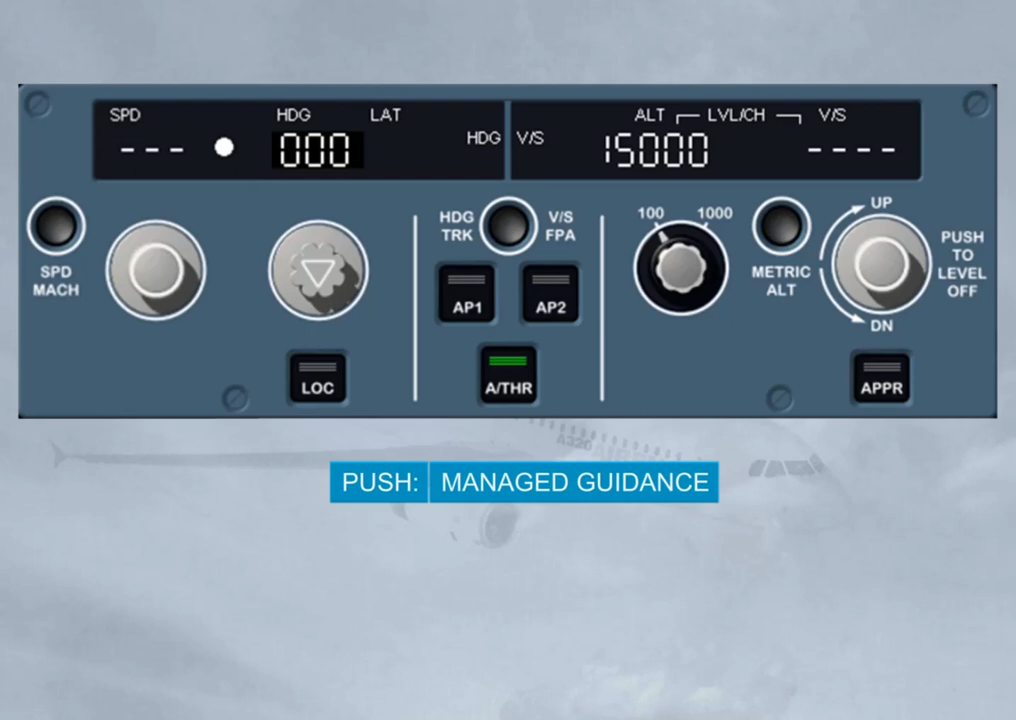 SPD HDG LAT ALT LVL/CH V/S
--- 000 HDG V/S 15000 ----
HDG TRK V/S FPA
100 1000
UP
SPD MACH
METRIC ALT
PUSH TO LEVEL OFF
AP1 AP2
DN
LOC A/THR APPR
A320
PUSH: MANAGED GUIDANCE